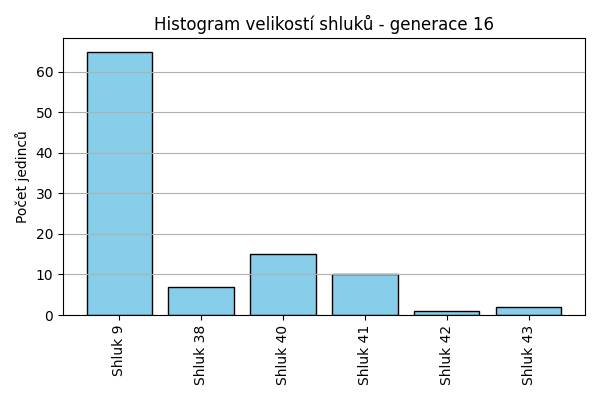 Histogram velikostí shluků - generace 16
Počet jedinců
60
50
40
30
20
10
0
Shluk 9
Shluk 38
Shluk 40
Shluk 41
Shluk 42
Shluk 43